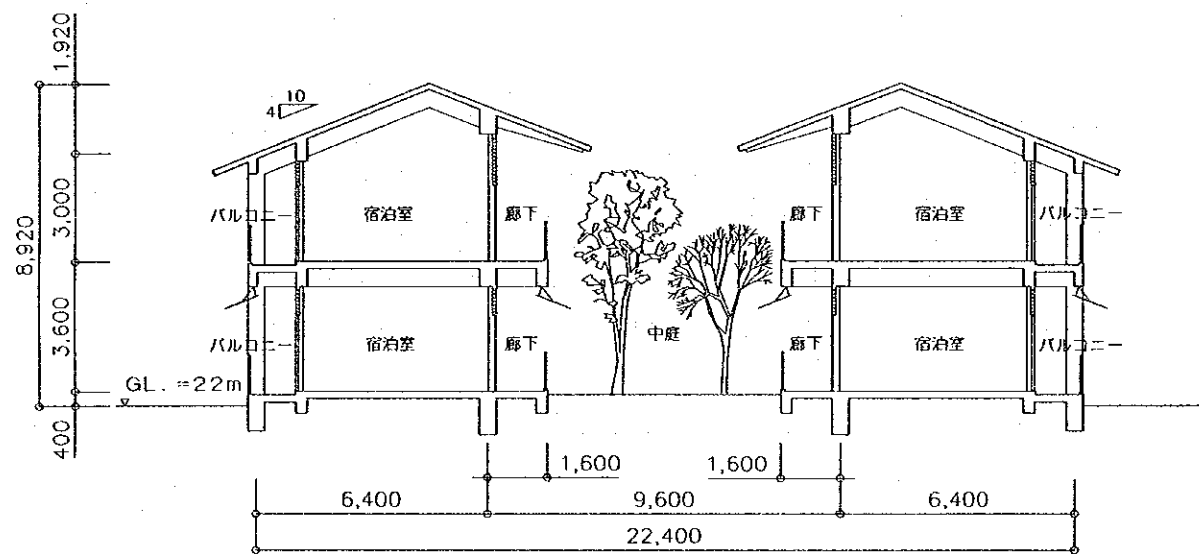 1,920
10
4
3,000
8,920
3,600
400
バルコニー
宿泊室
廊下
廊下
宿泊室
バルコニー
バルコニー
宿泊室
廊下
中庭
廊下
宿泊室
バルコニー
GL.=22m
1,600
1,600
6,400
9,600
6,400
22,400